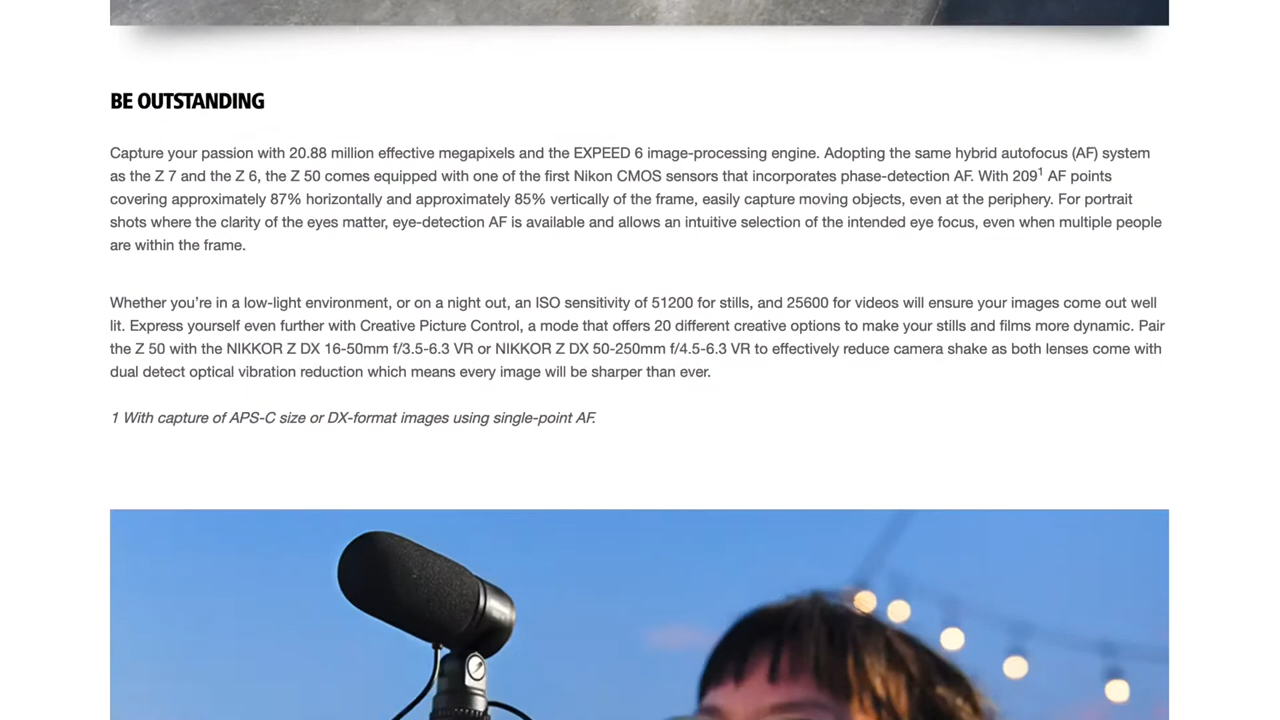 BE OUTSTANDING
Capture your passion with 20.88 million effective megapixels and the EXPEED 6 image-processing engine. Adopting the same hybrid autofocus (AF) system
as the Z 7 and the Z 6, the Z 50 comes equipped with one of the first Nikon CMOS sensors that incorporates phase-detection AF. With 209¹ AF points
covering approximately 87% horizontally and approximately 85% vertically of the frame, easily capture moving objects, even at the periphery. For portrait
shots where the clarity of the eyes matter, eye-detection AF is available and allows an intuitive selection of the intended eye focus, even when multiple people
are within the frame.
Whether you’re in a low-light environment, or on a night out, an ISO sensitivity of 51200 for stills, and 25600 for videos will ensure your images come out well
lit. Express yourself even further with Creative Picture Control, a mode that offers 20 different creative options to make your stills and films more dynamic. Pair
the Z 50 with the NIKKOR Z DX 16-50mm f/3.5-6.3 VR or NIKKOR Z DX 50-250mm f/4.5-6.3 VR to effectively reduce camera shake as both lenses come with
dual detect optical vibration reduction which means every image will be sharper than ever.
1 With capture of APS-C size or DX-format images using single-point AF.